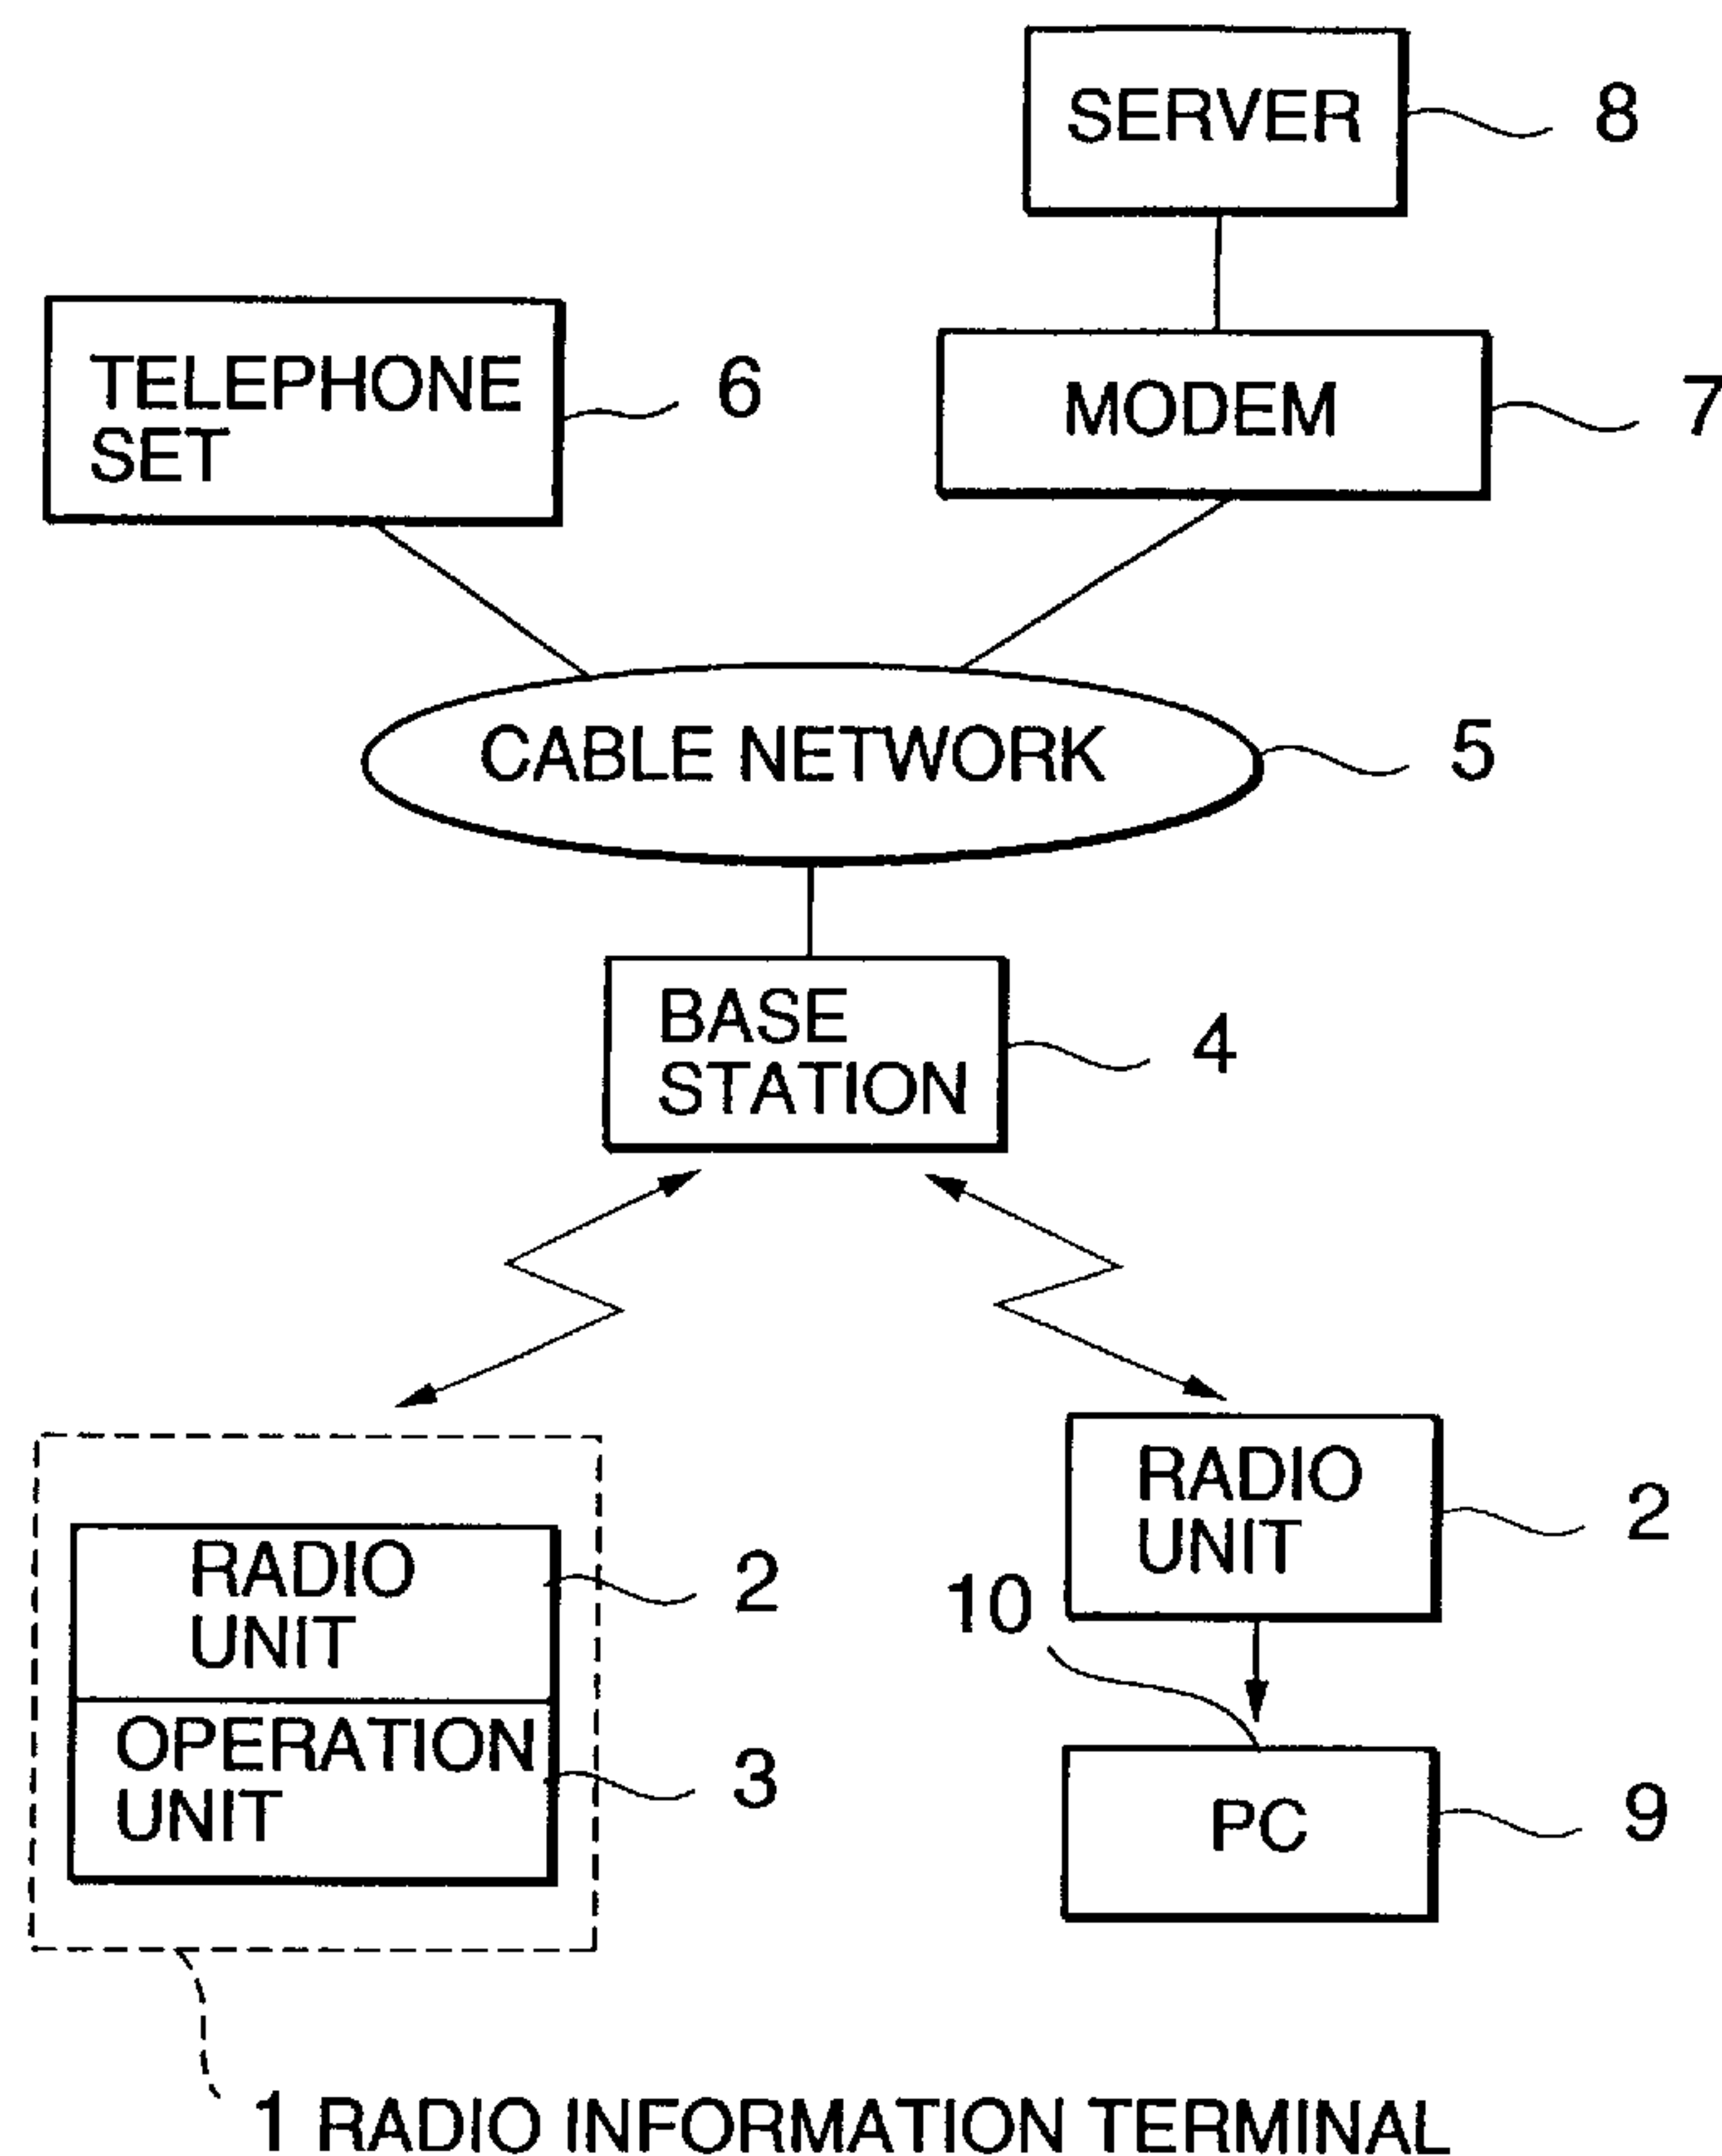 SERVER
8
TELEPHONE
SET
6
MODEM
7
CABLE NETWORK
5
BASE
STATION
4
RADIO
UNIT
2
RADIO
UNIT
2
10
OPERATION
UNIT
3
PC
9
1 RADIO INFORMATION TERMINAL